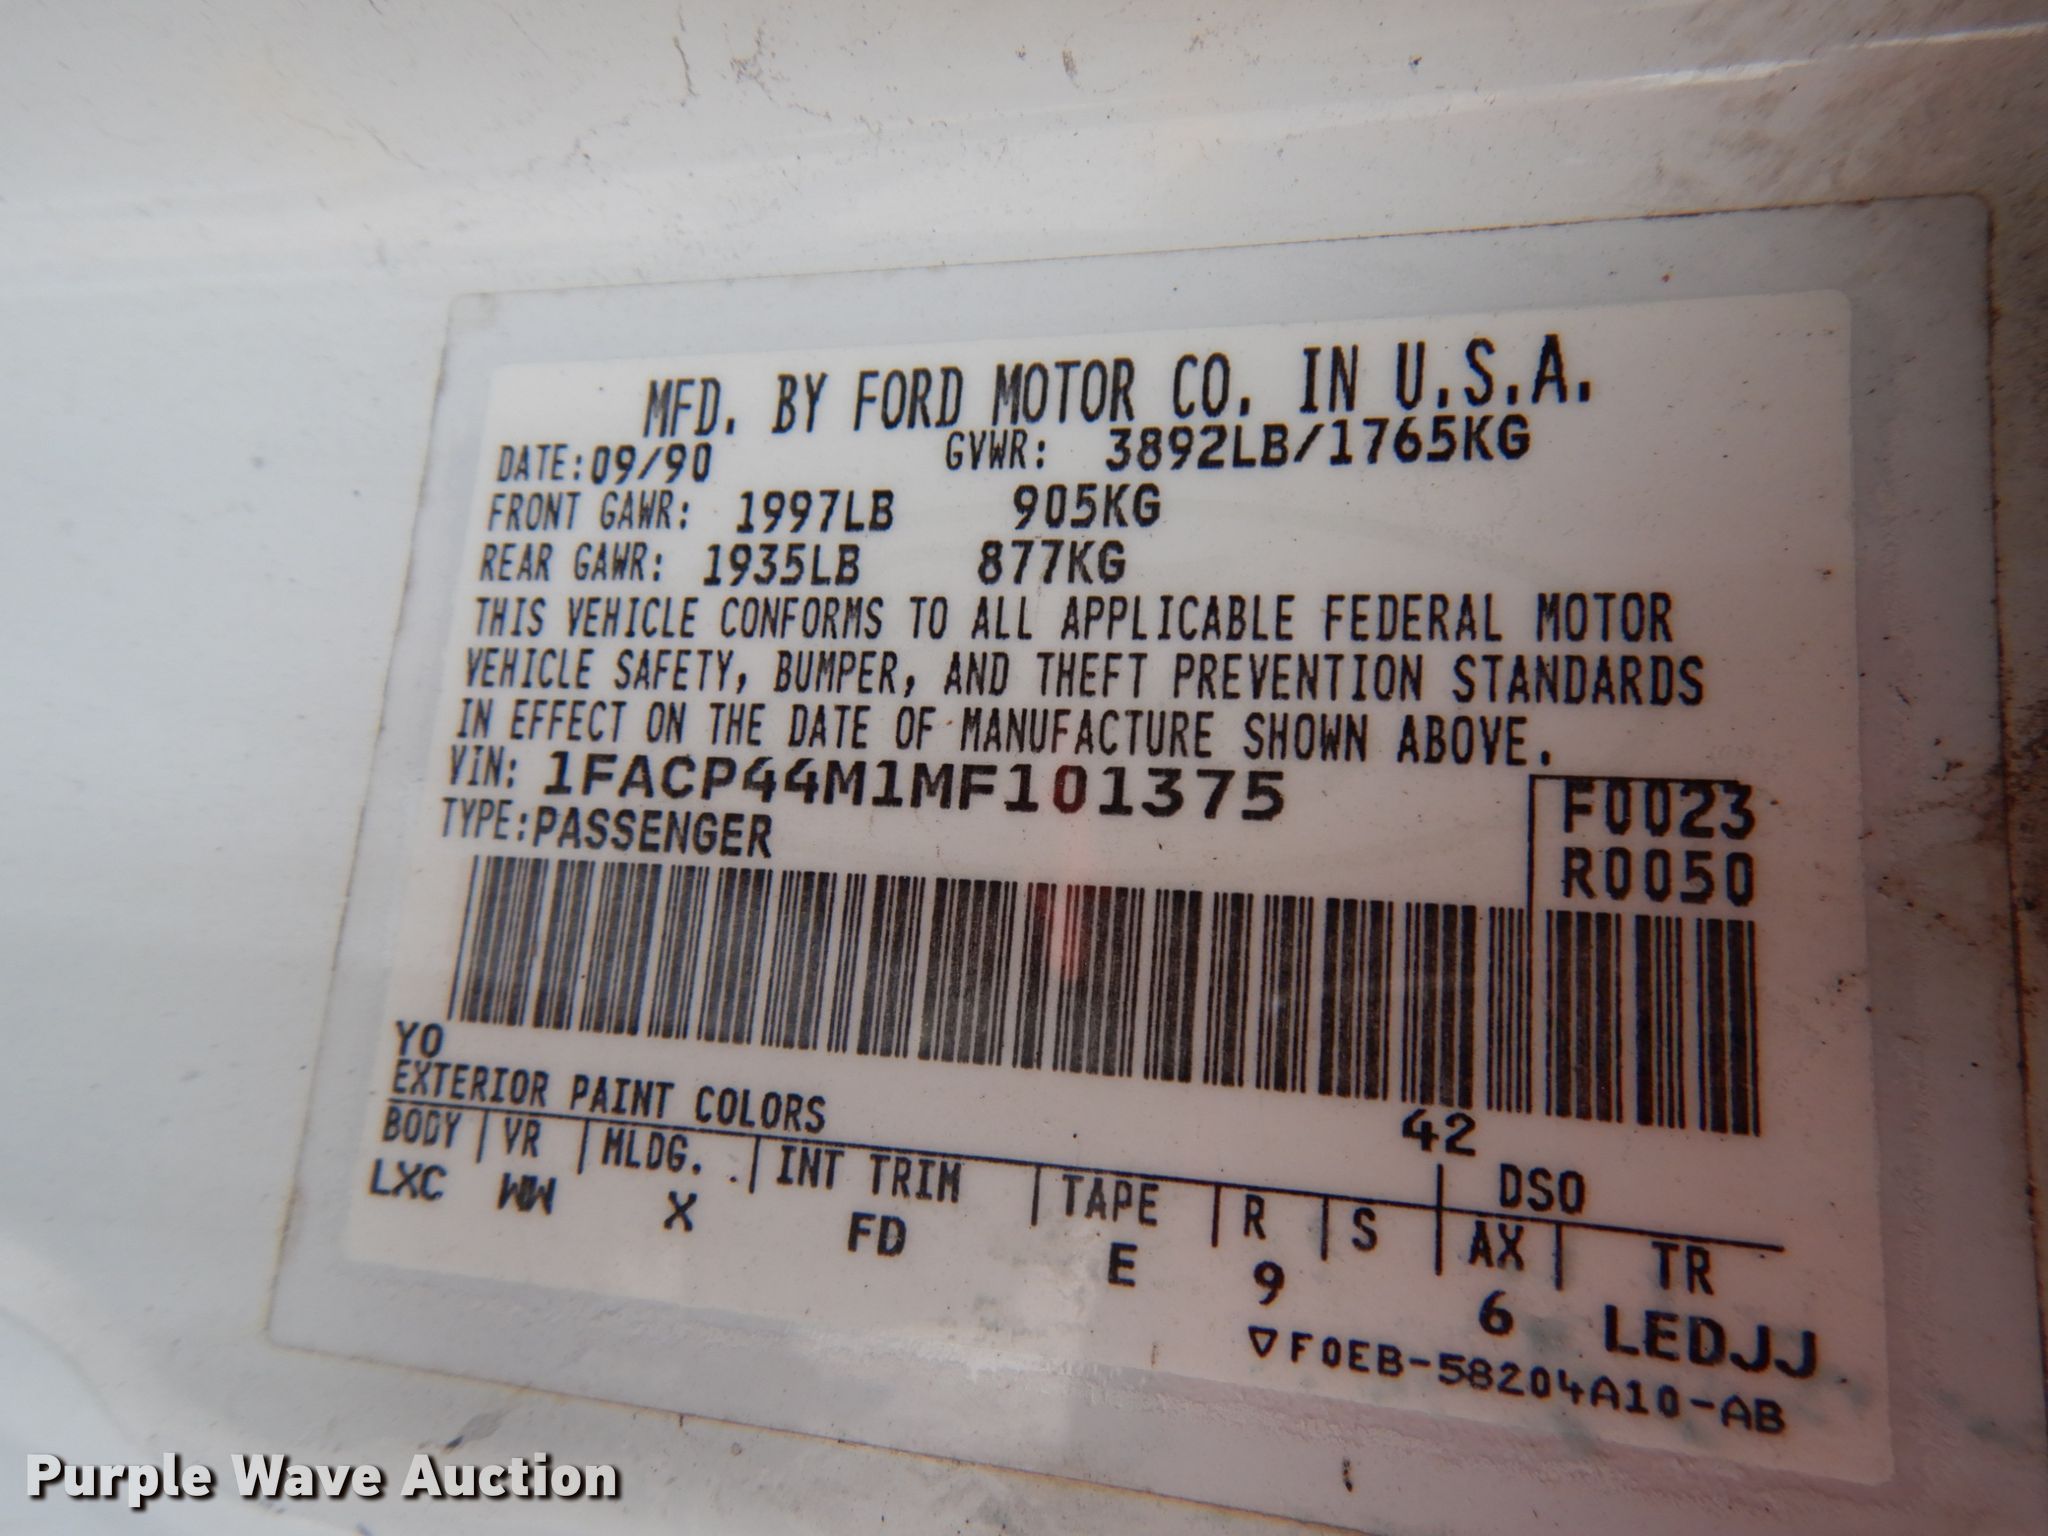 MFD. BY FORD MOTOR CO. IN U.S.A.
DATE: 09/90 GVWR: 3892LB/1765KG
FRONT GAWR: 1997LB 905KG
REAR GAWR: 1935LB 877KG
THIS VEHICLE CONFORMS TO ALL APPLICABLE FEDERAL MOTOR
VEHICLE SAFETY, BUMPER, AND THEFT PREVENTION STANDARDS
IN EFFECT ON THE DATE OF MANUFACTURE SHOWN ABOVE.
VIN: 1FACP44M1MF101375
F0023
TYPE: PASSENGER
R0050
YO
EXTERIOR PAINT COLORS
42 DSO
BODY | VR | MLDG. | INT TRIM | TAPE | R | S | AX | TR
LXC WW X FD E 9 6 LEDJJ
▽F0EB-58204A10-AB
Purple Wave Auction